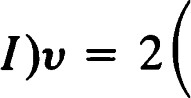 I)υ = 2(